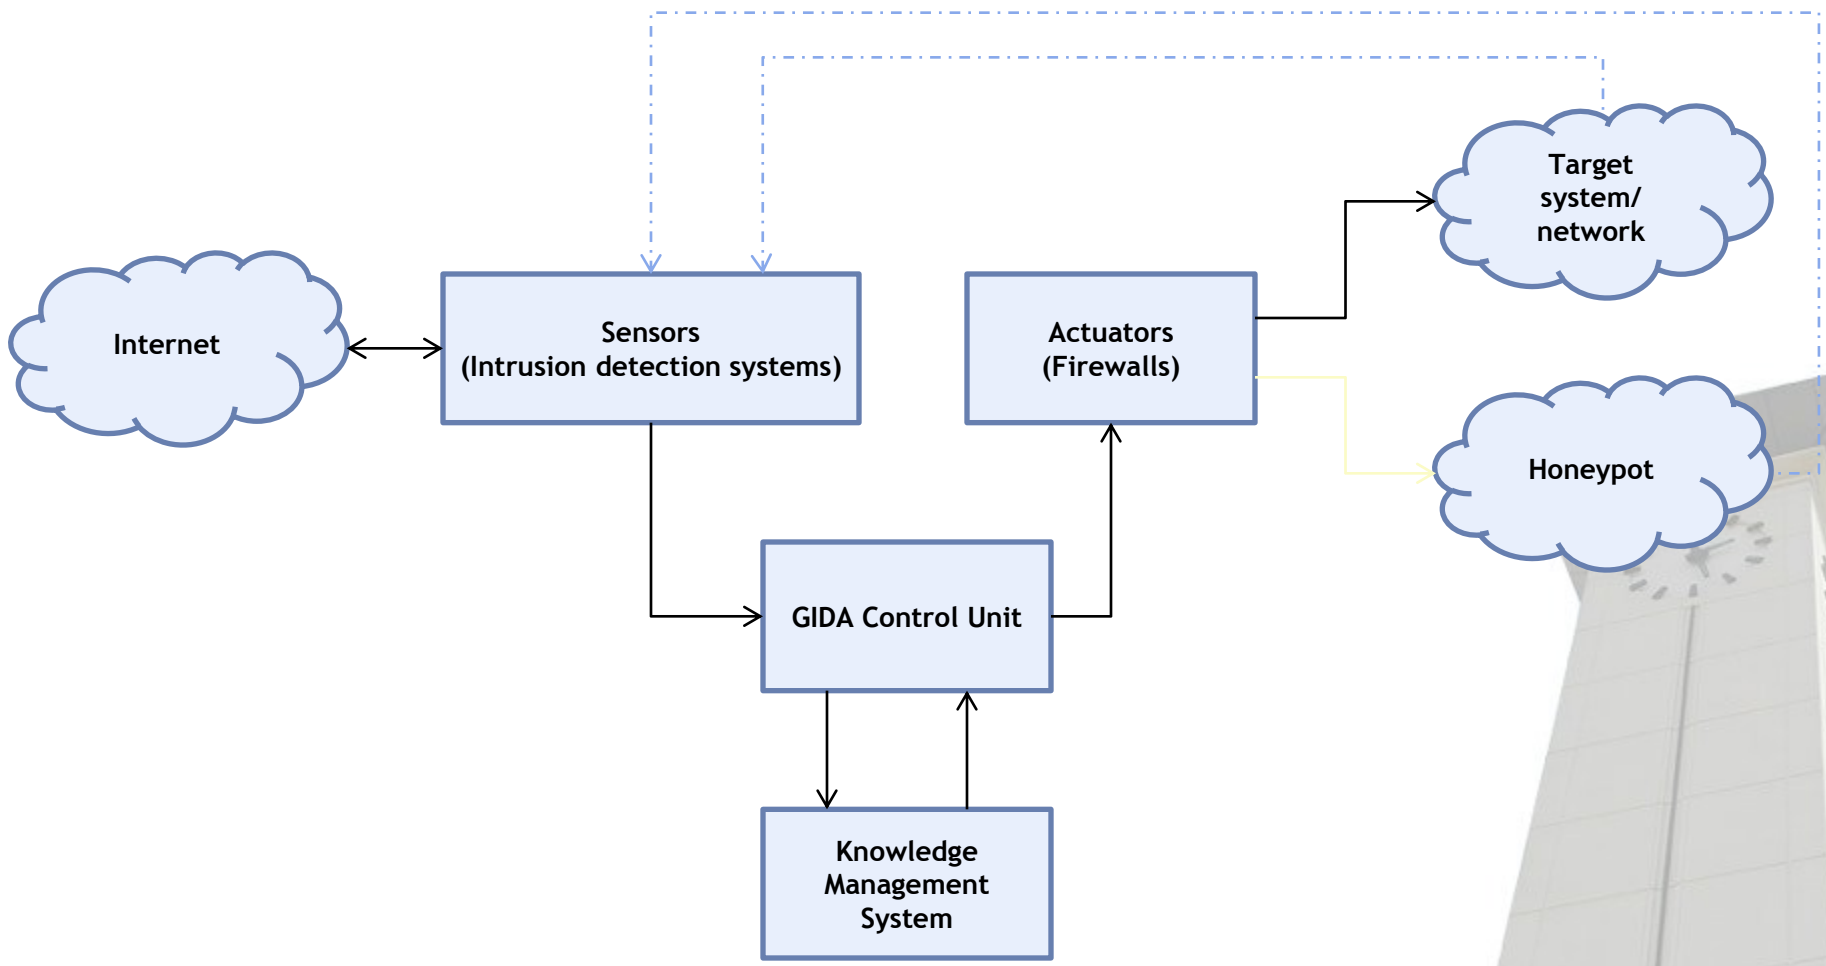 Target
system/
network
Internet
Sensors
(Intrusion detection systems)
Actuators
(Firewalls)
Honeypot
GIDA Control Unit
Knowledge
Management
System